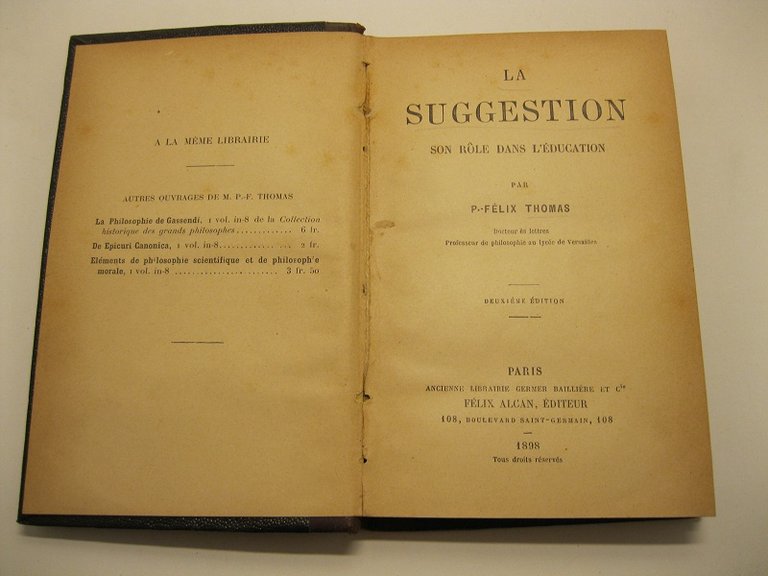 A LA MÊME LIBRAIRIE
AUTRES OUVRAGES DE M. P.-F. THOMAS
La Philosophie de Gassendi, 1 vol. in-8 de la Collection
historique des grands philosophes ............ 6 fr.
De Epicuri Canonica, 1 vol. in-8............... 2 fr.
Eléments de philosophie scientifique et de philosophie
morale, 1 vol. in-8 ...................... 3 fr. 50
LA
SUGGESTION
SON RÔLE DANS L'ÉDUCATION
PAR
P.-FÉLIX THOMAS
Docteur ès lettres
Professeur de philosophie au lycée de Versailles
DEUXIÈME ÉDITION
PARIS
ANCIENNE LIBRAIRIE GERMER BAILLIÈRE ET Cie
FÉLIX ALCAN, ÉDITEUR
108, BOULEVARD SAINT-GERMAIN, 108
1898
Tous droits réservés